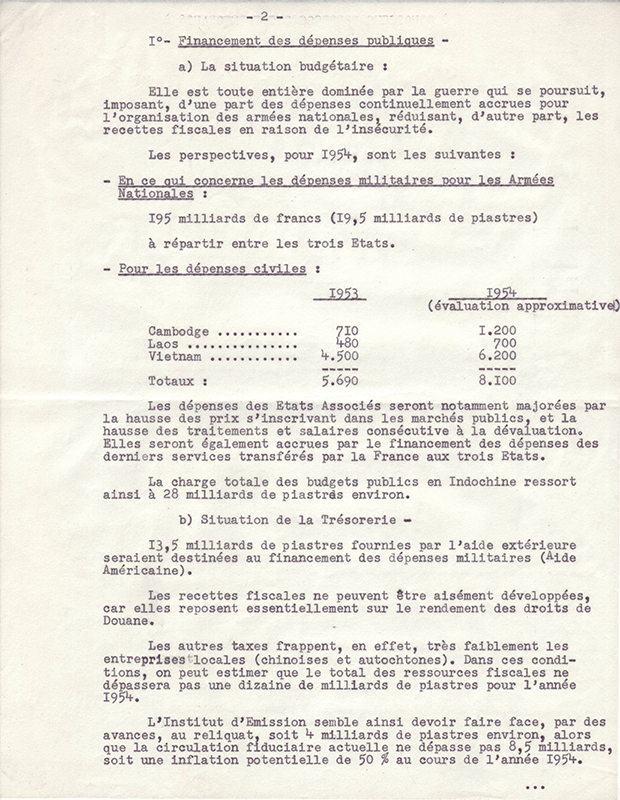 - 2 -
I°- Financement des dépenses publiques -
a) La situation budgétaire :
Elle est toute entière dominée par la guerre qui se poursuit,
imposant, d'une part des dépenses continuellement accrues pour
l'organisation des armées nationales, réduisant, d'autre part, les
recettes fiscales en raison de l'insécurité.
Les perspectives, pour I954, sont les suivantes :
- En ce qui concerne les dépenses militaires pour les Armées
Nationales :
I95 milliards de francs (I9,5 milliards de piastres)
à répartir entre les trois Etats.
- Pour les dépenses civiles :
I953 I954
(évaluation approximative)
Cambodge ........... 7I0 I.200
Laos ............... 480 700
Vietnam ............ 4.500 6.200
----- -----
Totaux : 5.690 8.I00
Les dépenses des Etats Associés seront notamment majorées par
la hausse des prix s'inscrivant dans les marchés publics, et la
hausse des traitements et salaires consécutive à la dévaluation.
Elles seront également accrues par le financement des dépenses des
derniers services transférés par la France aux trois Etats.
La charge totale des budgets publics en Indochine ressort
ainsi à 28 milliards de piastres environ.
b) Situation de la Trésorerie -
I3,5 milliards de piastres fournies par l'aide extérieure
seraient destinées au financement des dépenses militaires (Aide
Américaine).
Les recettes fiscales ne peuvent être aisément développées,
car elles reposent essentiellement sur le rendement des droits de
Douane.
Les autres taxes frappent, en effet, très faiblement les
entreprises locales (chinoises et autochtones). Dans ces condi-
tions, on peut estimer que le total des ressources fiscales ne
dépassera pas une dizaine de milliards de piastres pour l'année
I954.
L'Institut d'Emission semble ainsi devoir faire face, par des
avances, au reliquat, soit 4 milliards de piastres environ, alors
que la circulation fiduciaire actuelle ne dépasse pas 8,5 milliards,
soit une inflation potentielle de 50 % au cours de l'année I954.
...